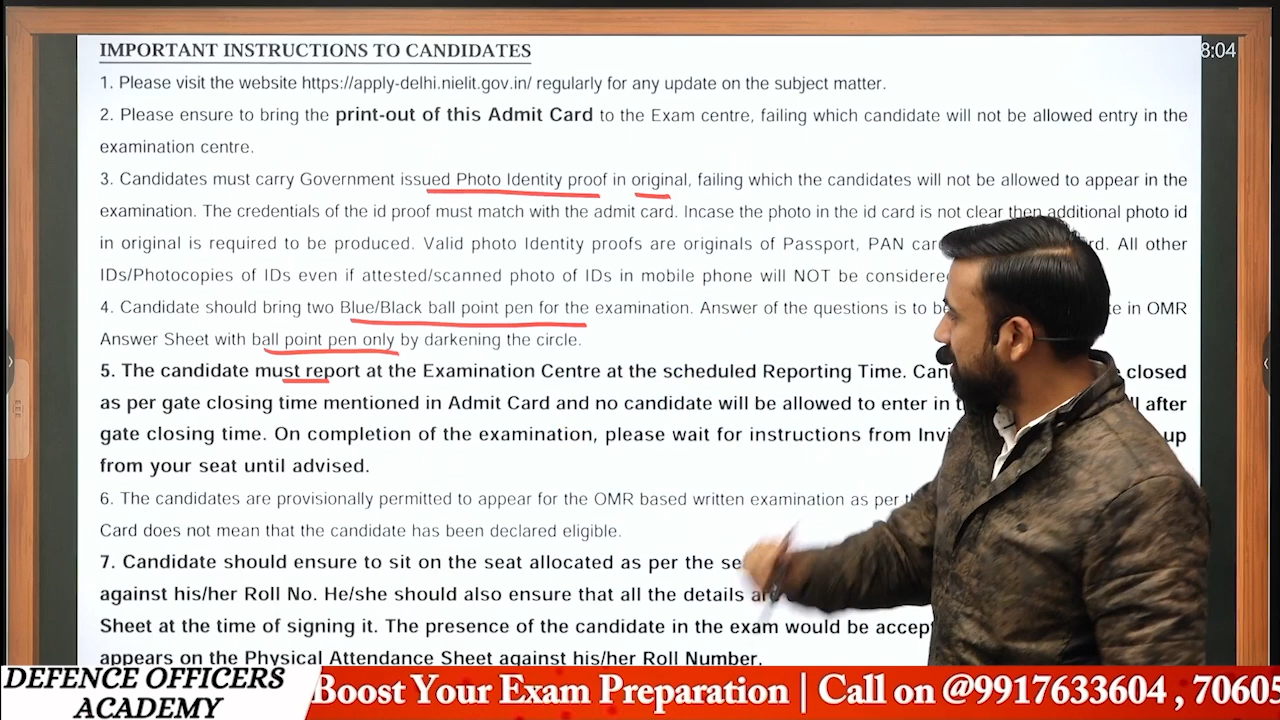 IMPORTANT INSTRUCTIONS TO CANDIDATES
8:04
1. Please visit the website https://apply-delhi.nielit.gov.in/ regularly for any update on the subject matter.
2. Please ensure to bring the print-out of this Admit Card to the Exam centre, failing which candidate will not be allowed entry in the
examination centre.
3. Candidates must carry Government issued Photo Identity proof in original, failing which the candidates will not be allowed to appear in the
examination. The credentials of the id proof must match with the admit card. Incase the photo in the id card is not clear then additional photo id
in original is required to be produced. Valid photo Identity proofs are originals of Passport, PAN All other
IDs/Photocopies of IDs even if attested/scanned photo of IDs in mobile phone will NOT be
4. Candidate should bring two Blue/Black ball point pen for the examination. Answer of the questions is to in OMR
Answer Sheet with ball point pen only by darkening the circle.
5. The candidate must report at the Examination Centre at the scheduled Reporting Time. closed
as per gate closing time mentioned in Admit Card and no candidate will be allowed to enter in after
gate closing time. On completion of the examination, please wait for instructions from up
from your seat until advised.
6. The candidates are provisionally permitted to appear for the OMR based written examination as per
Card does not mean that the candidate has been declared eligible.
7. Candidate should ensure to sit on the seat allocated as per the
against his/her Roll No. He/she should also ensure that all the details
Sheet at the time of signing it. The presence of the candidate in the exam would be
appears on the Physical Attendance Sheet against his/her Roll Number.
DEFENCE OFFICERS
ACADEMY
Boost Your Exam Preparation | Call on @9917633604 , 70605